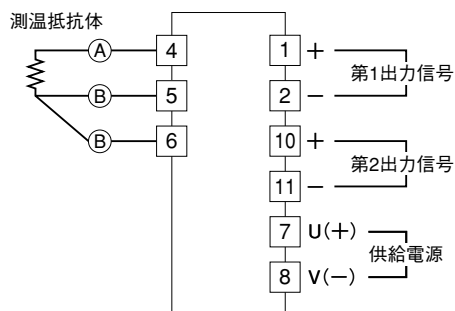 測温抵抗体
A 4
B 5
B 6
1 +
2 −
第1出力信号
10 +
11 −
第2出力信号
7 U(+)
8 V(−)
供給電源